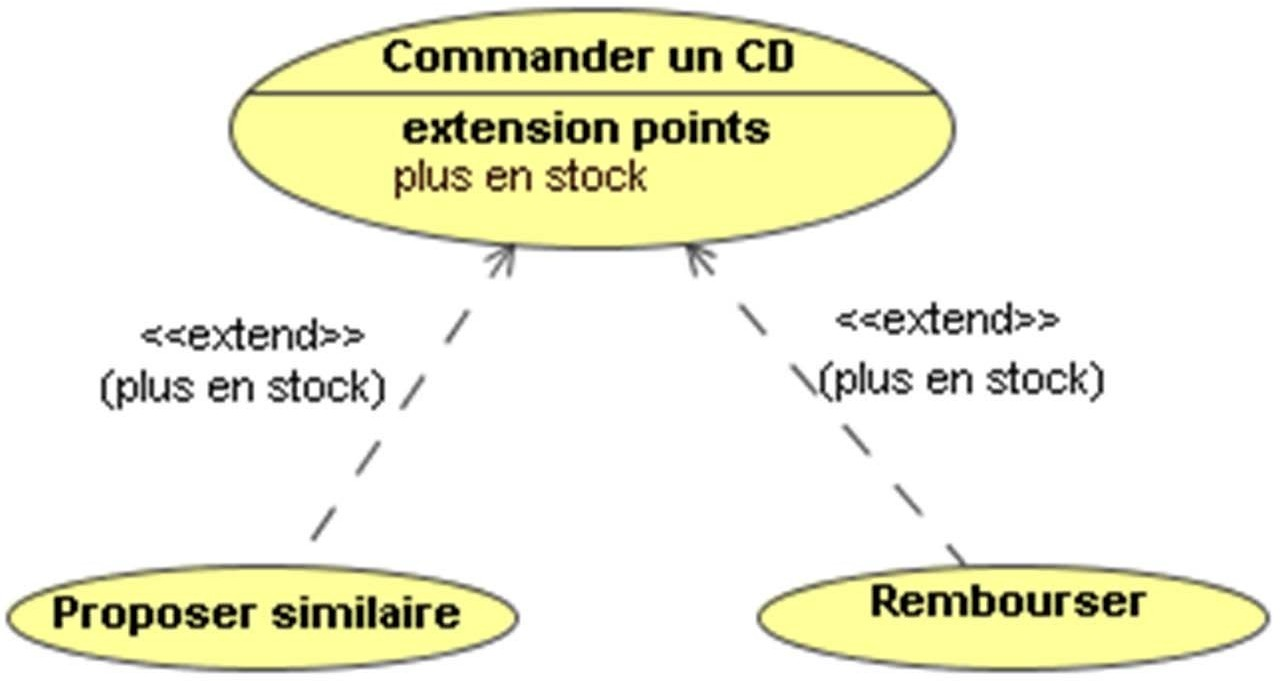 Commander un CD
extension points
plus en stock
<<extend>>
(plus en stock)
<<extend>>
(plus en stock)
Proposer similaire
Rembourser